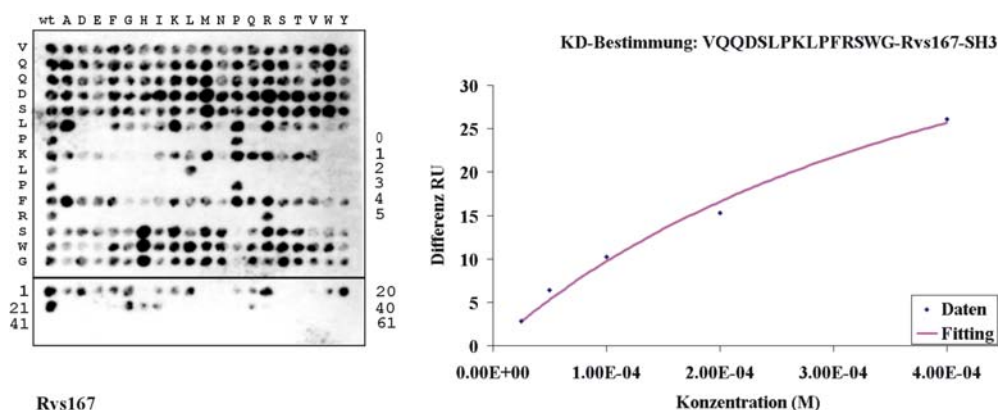 wt A D E F G H I K L M N P Q R S T V W Y
V
Q
Q
D
S
L
P 0
K 1
L 2
P 3
F 4
R 5
S
W
G
1 20
21 40
41 61
Rvs167
KD-Bestimmung: VQQDSLPKLPFRSWG-Rvs167-SH3
30
25
20
15
10
5
0
Differenz RU
0.00E+00 1.00E-04 2.00E-04 3.00E-04 4.00E-04
Konzentration (M)
Daten
Fitting